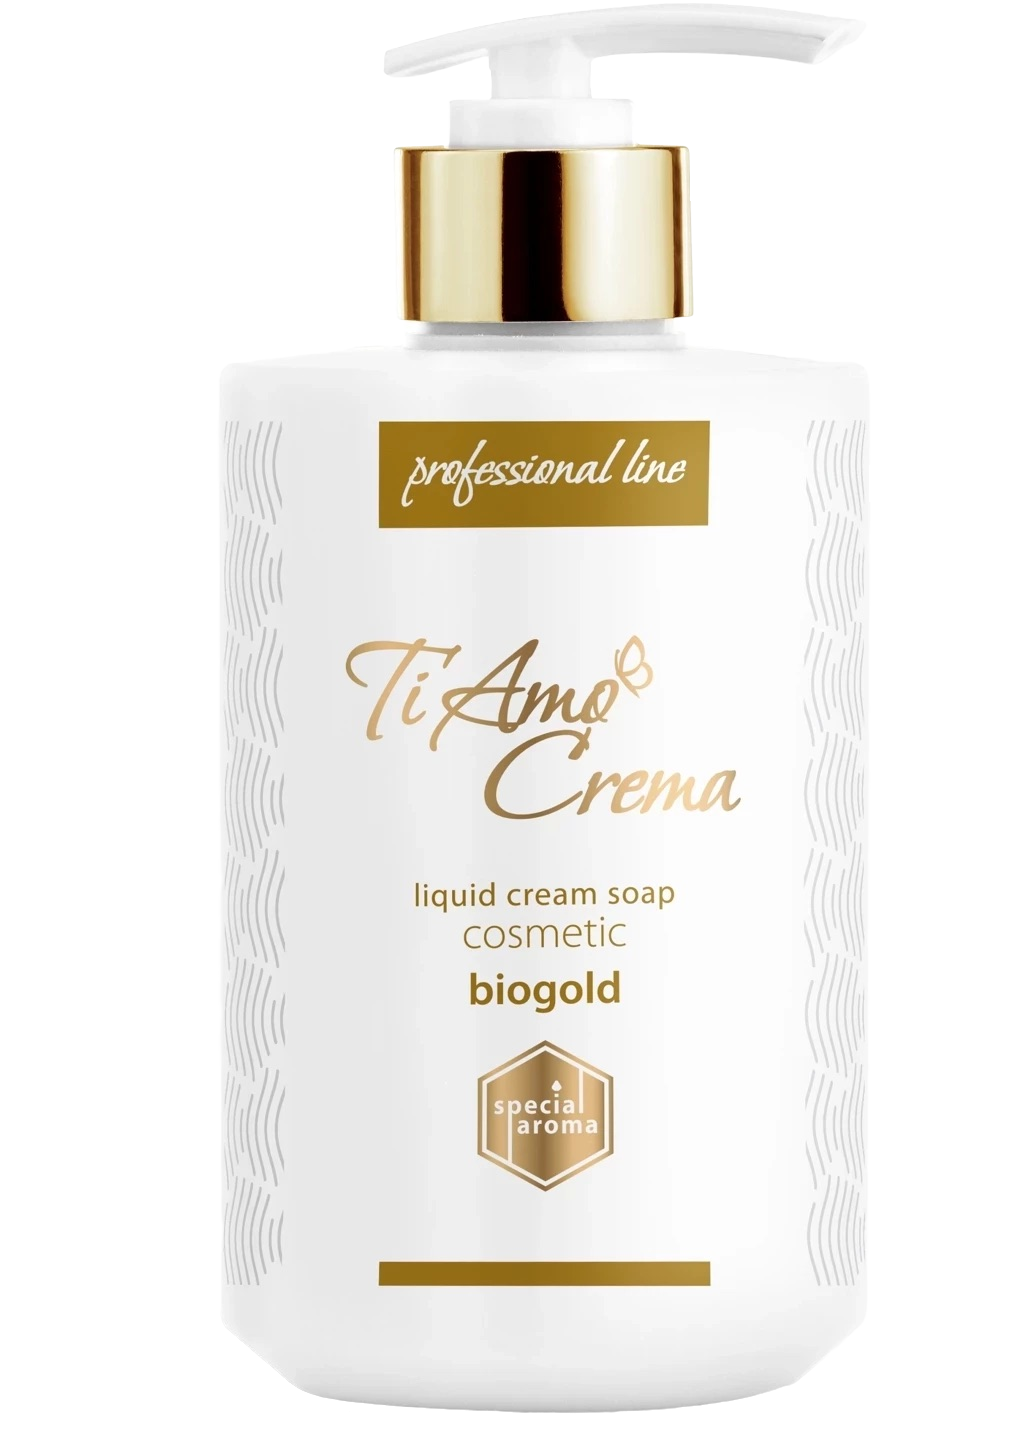 professional line
Ti Amo
Crema
liquid cream soap
cosmetic
biogold
special
aroma